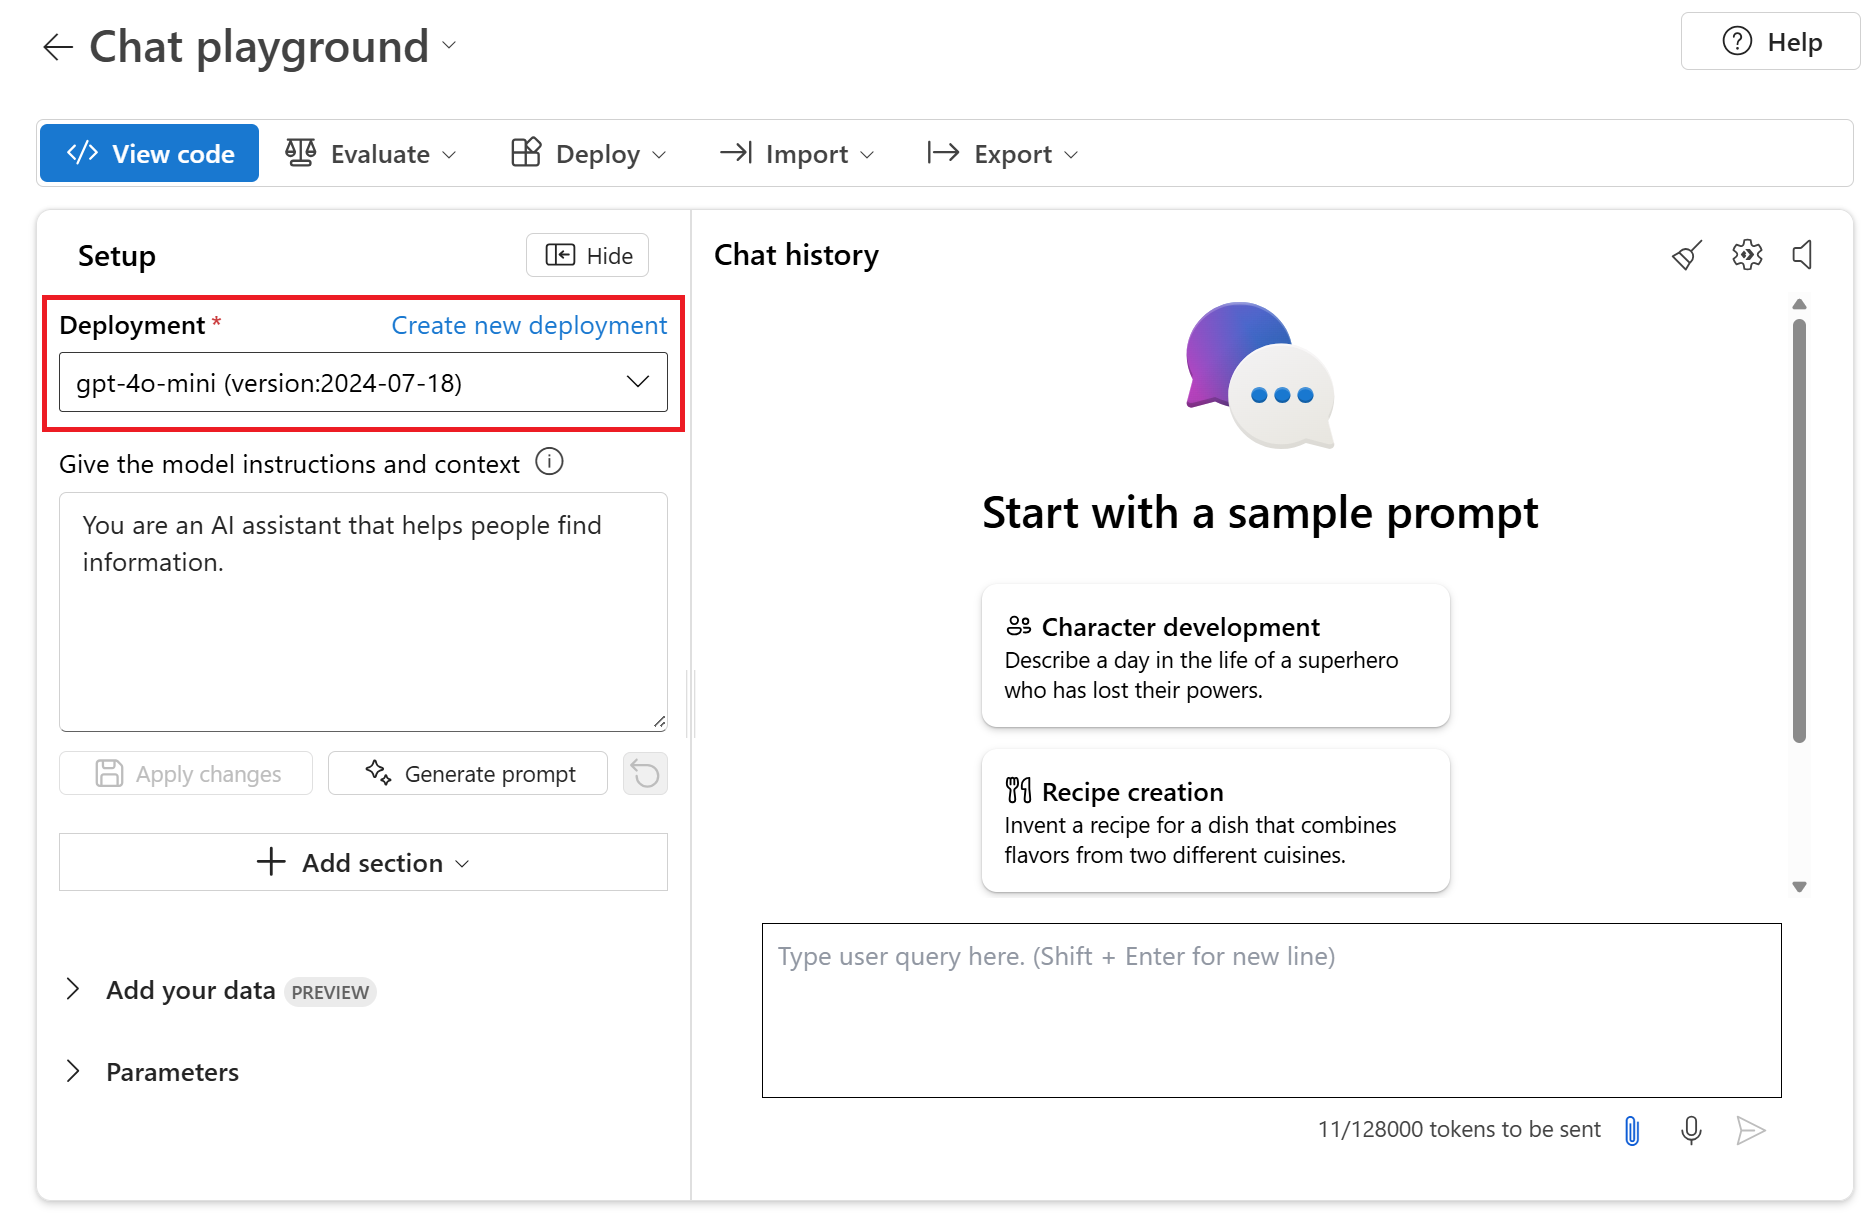 Chat playground
Help
View code
Evaluate
Deploy
Import
Export
Setup
Hide
Deployment *
Create new deployment
gpt-4o-mini (version:2024-07-18)
Give the model instructions and context
You are an AI assistant that helps people find
information.
Apply changes
Generate prompt
Add section
Add your data PREVIEW
Parameters
Chat history
Start with a sample prompt
Character development
Describe a day in the life of a superhero
who has lost their powers.
Recipe creation
Invent a recipe for a dish that combines
flavors from two different cuisines.
Type user query here. (Shift + Enter for new line)
11/128000 tokens to be sent